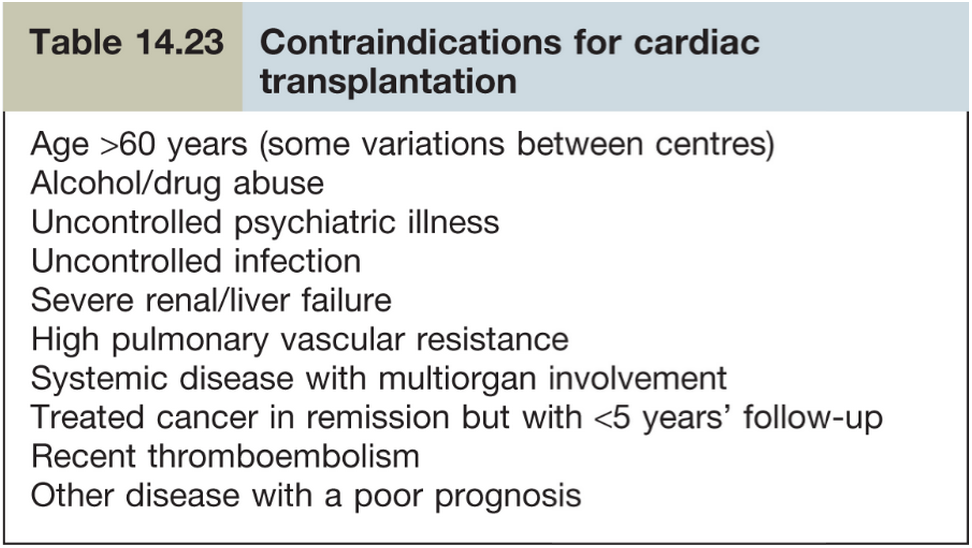 Table 14.23
Contraindications for cardiac
transplantation
Age >60 years (some variations between centres)
Alcohol/drug abuse
Uncontrolled psychiatric illness
Uncontrolled infection
Severe renal/liver failure
High pulmonary vascular resistance
Systemic disease with multiorgan involvement
Treated cancer in remission but with <5 years’ follow-up
Recent thromboembolism
Other disease with a poor prognosis